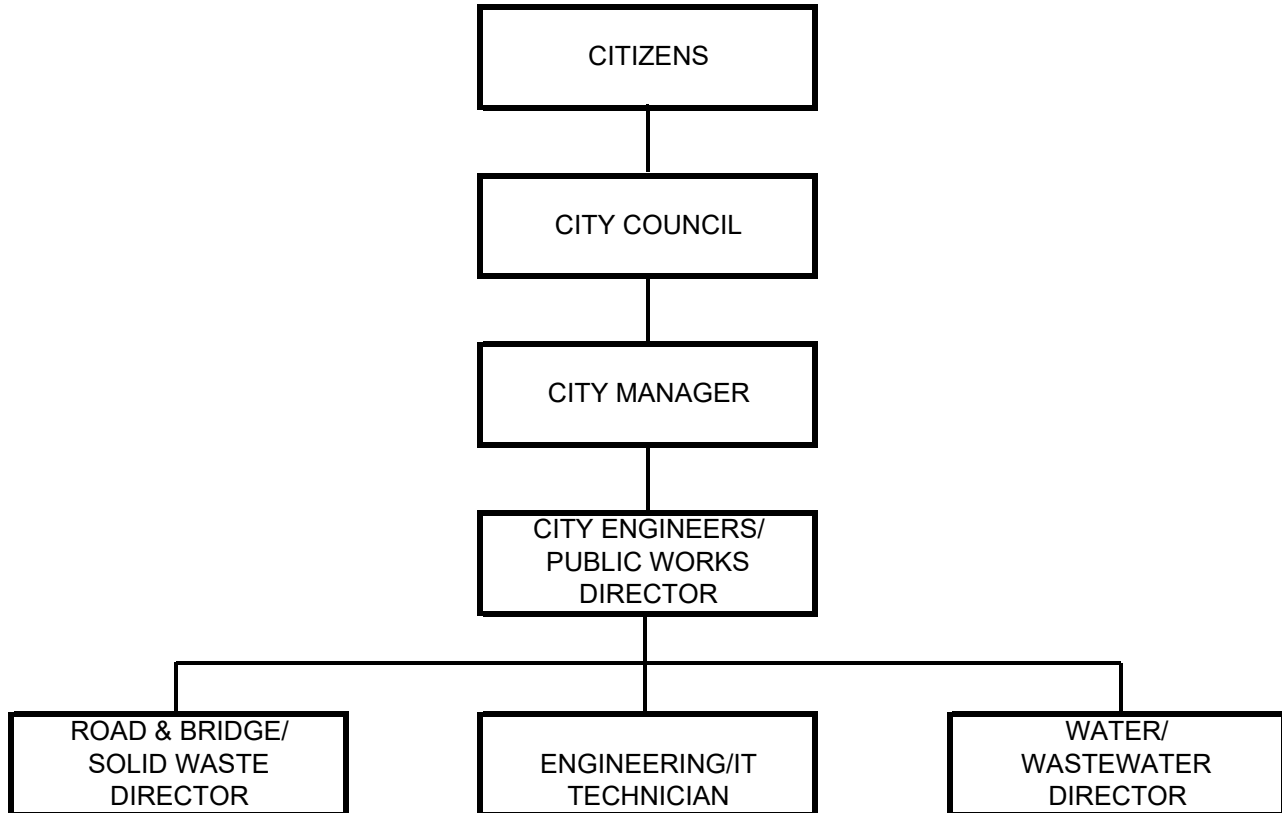 CITIZENS
CITY COUNCIL
CITY MANAGER
CITY ENGINEERS/
PUBLIC WORKS
DIRECTOR
ROAD & BRIDGE/
SOLID WASTE
DIRECTOR
ENGINEERING/IT
TECHNICIAN
WATER/
WASTEWATER
DIRECTOR